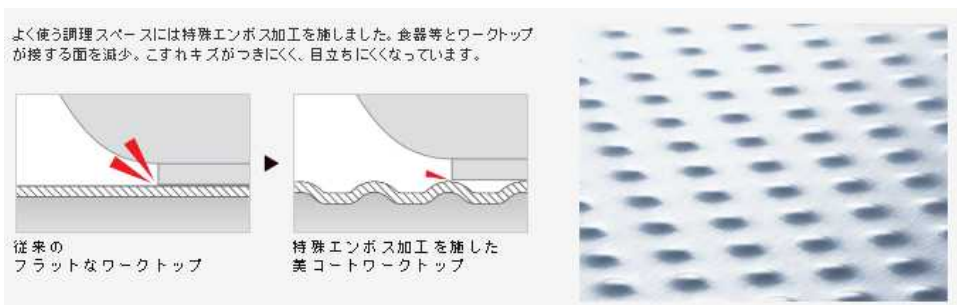 よく使う調理スペースには特殊エンボス加工を施しました。食器等とワークトップ
が接する面を減少。こすれキズがつきにくく、目立ちにくくなっています。
従来の
フラットなワークトップ
特殊エンボス加工を施した
美コートワークトップ